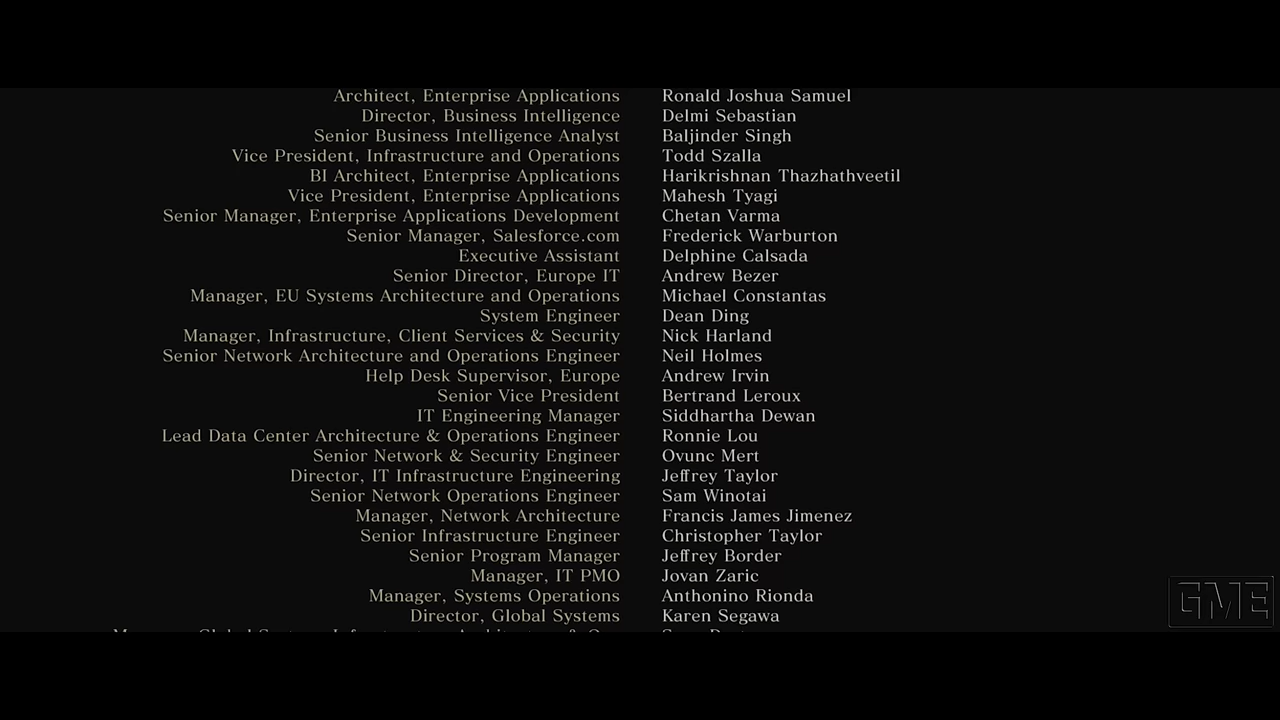 Architect, Enterprise Applications Ronald Joshua Samuel
Director, Business Intelligence Delmi Sebastian
Senior Business Intelligence Analyst Baljinder Singh
Vice President, Infrastructure and Operations Todd Szalla
BI Architect, Enterprise Applications Harikrishnan Thazhathveetil
Vice President, Enterprise Applications Mahesh Tyagi
Senior Manager, Enterprise Applications Development Chetan Varma
Senior Manager, Salesforce.com Frederick Warburton
Executive Assistant Delphine Calsada
Senior Director, Europe IT Andrew Bezer
Manager, EU Systems Architecture and Operations Michael Constantas
System Engineer Dean Ding
Manager, Infrastructure, Client Services & Security Nick Harland
Senior Network Architecture and Operations Engineer Neil Holmes
Help Desk Supervisor, Europe Andrew Irvin
Senior Vice President Bertrand Leroux
IT Engineering Manager Siddhartha Dewan
Lead Data Center Architecture & Operations Engineer Ronnie Lou
Senior Network & Security Engineer Ovunc Mert
Director, IT Infrastructure Engineering Jeffrey Taylor
Senior Network Operations Engineer Sam Winotai
Manager, Network Architecture Francis James Jimenez
Senior Infrastructure Engineer Christopher Taylor
Senior Program Manager Jeffrey Border
Manager, IT PMO Jovan Zaric
Manager, Systems Operations Anthonino Rionda
Director, Global Systems Karen Segawa
GME